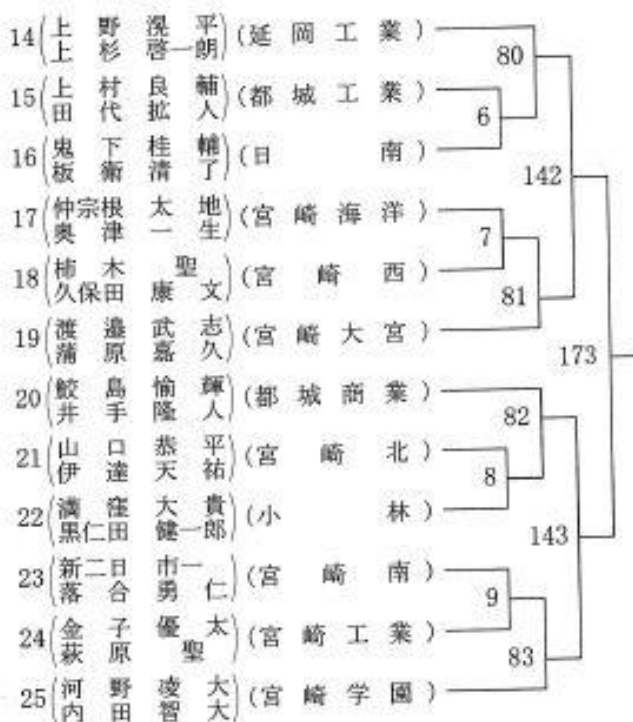 14 (上野滉平 上杉啓一朗) (延岡工業)
80
15 (上村良輔 田代拡人) (都城工業)
6
16 (鬼下桂輔 板衛清了) (日南)
142
17 (仲宗根太地 奥津一生) (宮崎海洋)
7
18 (柿木聖 久保田康文) (宮崎西)
81
19 (渡邉武志 蒲原嘉久) (宮崎大宮)
173
20 (鮫島愉輝 井手隆人) (都城商業)
82
21 (山口恭平 伊達天祐) (宮崎北)
8
22 (満窪大貴 黒仁田健一郎) (小林)
143
23 (新二日市一 落合勇仁) (宮崎南)
9
24 (金子優太 萩原聖) (宮崎工業)
83
25 (河野凌大 内田智大) (宮崎学園)